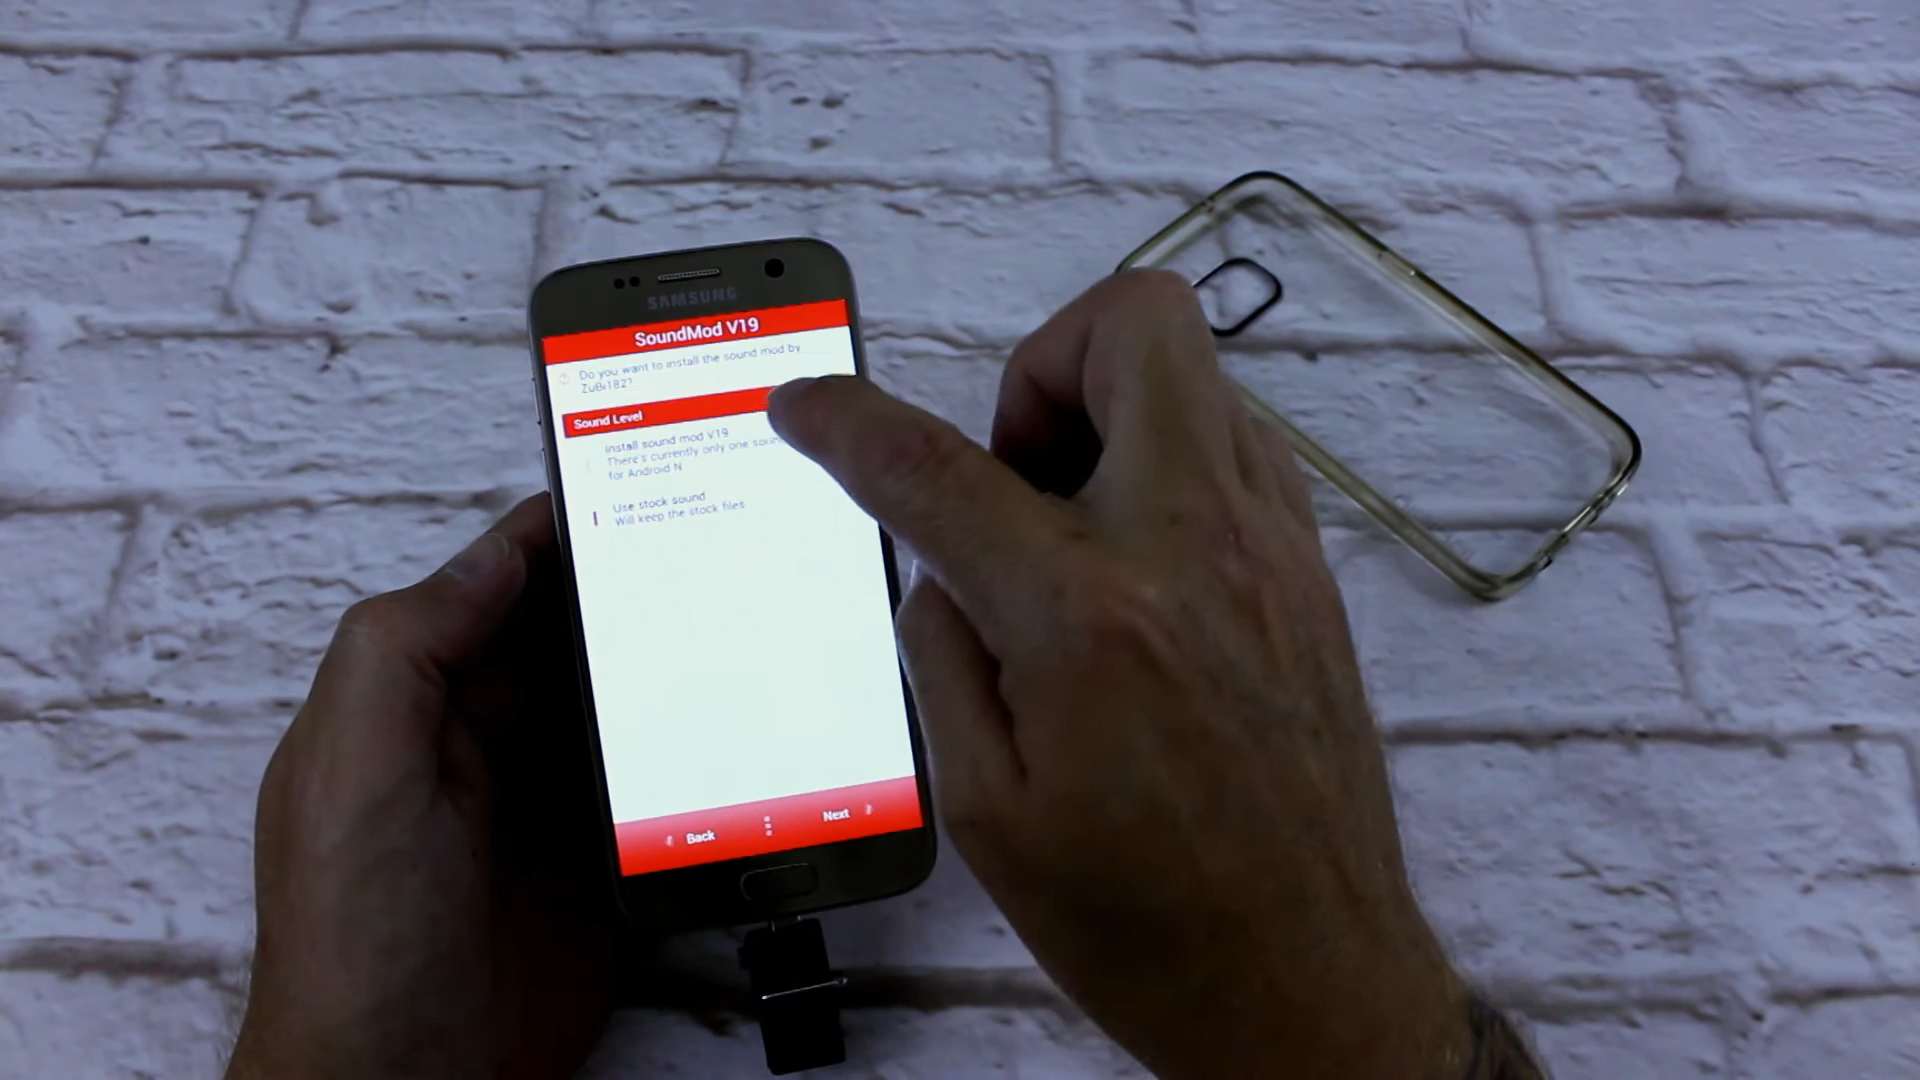 SAMSUNG
SoundMod V19
Do you want to install the sound mod by
ZuBi182?
Sound Level
Install sound mod V19
There's currently only one
for Android N
Use stock sound
Will keep the stock files
Back
Next